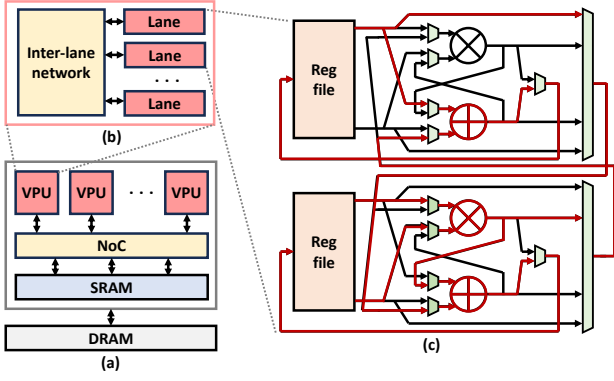 Inter-lane
network
Lane
Lane
. . .
Lane
(b)
VPU
VPU
. . .
VPU
NoC
SRAM
DRAM
(a)
Reg
file
Reg
file
(c)